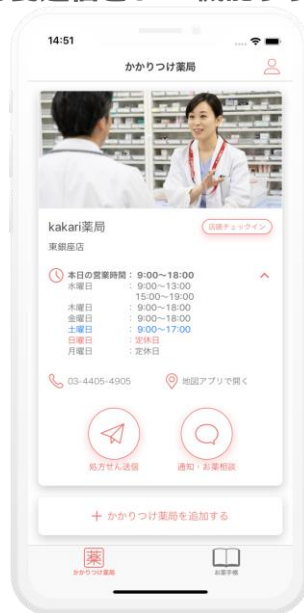 14:51
かかりつけ薬局
kakari薬局
店頭チェックイン
東銀座店
本日の営業時間：9:00〜18:00
水曜日 ：9:00〜13:00
15:00〜19:00
木曜日 ：9:00〜18:00
金曜日 ：9:00〜18:00
土曜日 ：9:00〜17:00
日曜日 ：定休日
月曜日 ：定休日
03-4405-4905 地図アプリで開く
処方せん送信 通知・お薬相談
＋ かかりつけ薬局を追加する
薬
かかりつけ薬局 お薬手帳